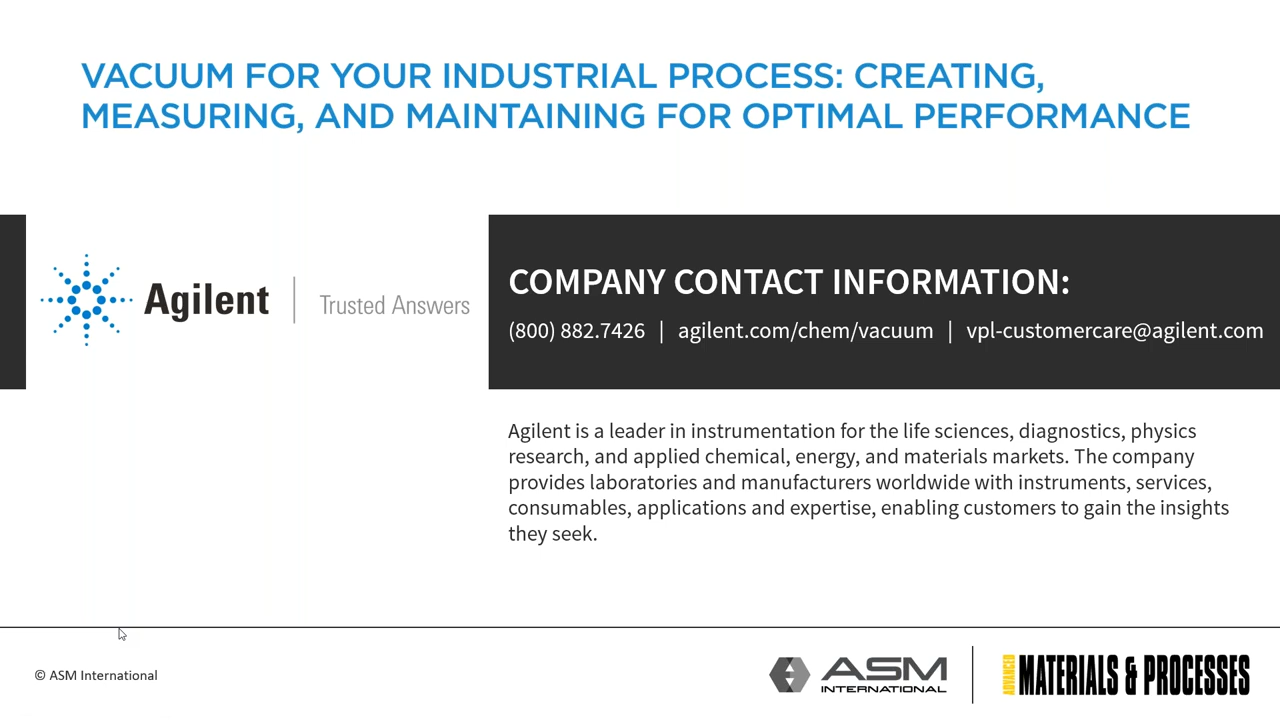 VACUUM FOR YOUR INDUSTRIAL PROCESS: CREATING,
MEASURING, AND MAINTAINING FOR OPTIMAL PERFORMANCE
Agilent | Trusted Answers
COMPANY CONTACT INFORMATION:
(800) 882.7426 | agilent.com/chem/vacuum | vpl-customercare@agilent.com
Agilent is a leader in instrumentation for the life sciences, diagnostics, physics
research, and applied chemical, energy, and materials markets. The company
provides laboratories and manufacturers worldwide with instruments, services,
consumables, applications and expertise, enabling customers to gain the insights
they seek.
© ASM International
ASM
INTERNATIONAL
ADVANCED
MATERIALS & PROCESSES